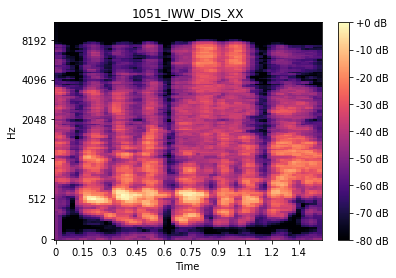 1051_IWW_DIS_XX
+0 dB
8192
-10 dB
4096
-20 dB
-30 dB
2048
Hz
-40 dB
1024
-50 dB
-60 dB
512
-70 dB
0
-80 dB
0 0.15 0.3 0.45 0.6 0.75 0.9 1.1 1.2 1.4
Time